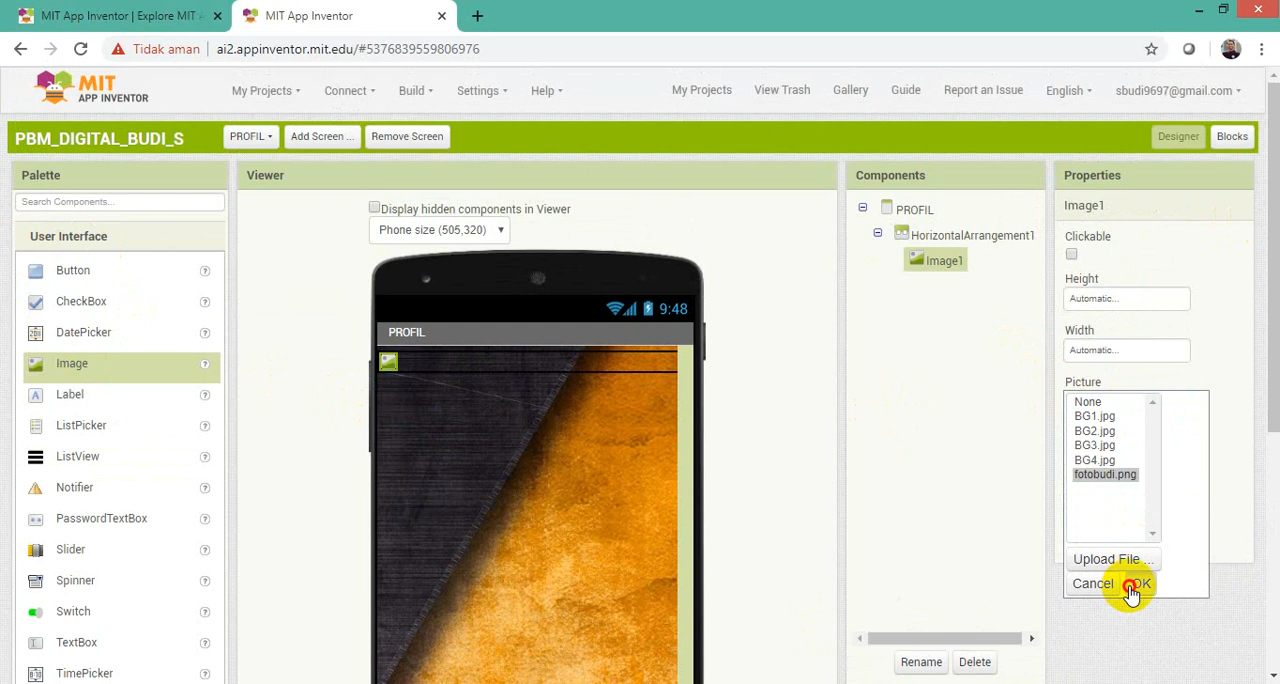 MIT App Inventor | Explore MIT
MIT App Inventor
Tidak aman
ai2.appinventor.mit.edu/#5376839559806976
MIT
APP INVENTOR
My Projects
Connect
Build
Settings
Help
My Projects
View Trash
Gallery
Guide
Report an Issue
English
sbudi9697@gmail.com
PBM_DIGITAL_BUDI_S
PROFIL
Add Screen ...
Remove Screen
Designer
Blocks
Palette
Search Components...
User Interface
Button
CheckBox
DatePicker
Image
Label
ListPicker
ListView
Notifier
PasswordTextBox
Slider
Spinner
Switch
TextBox
TimePicker
Viewer
Display hidden components in Viewer
Phone size (505,320)
9:48
PROFIL
Components
PROFIL
HorizontalArrangement1
Image1
Rename
Delete
Properties
Image1
Clickable
Height
Automatic...
Width
Automatic...
Picture
None
BG1.jpg
BG2.jpg
BG3.jpg
BG4.jpg
fotobudi.png
Upload File ...
Cancel
OK